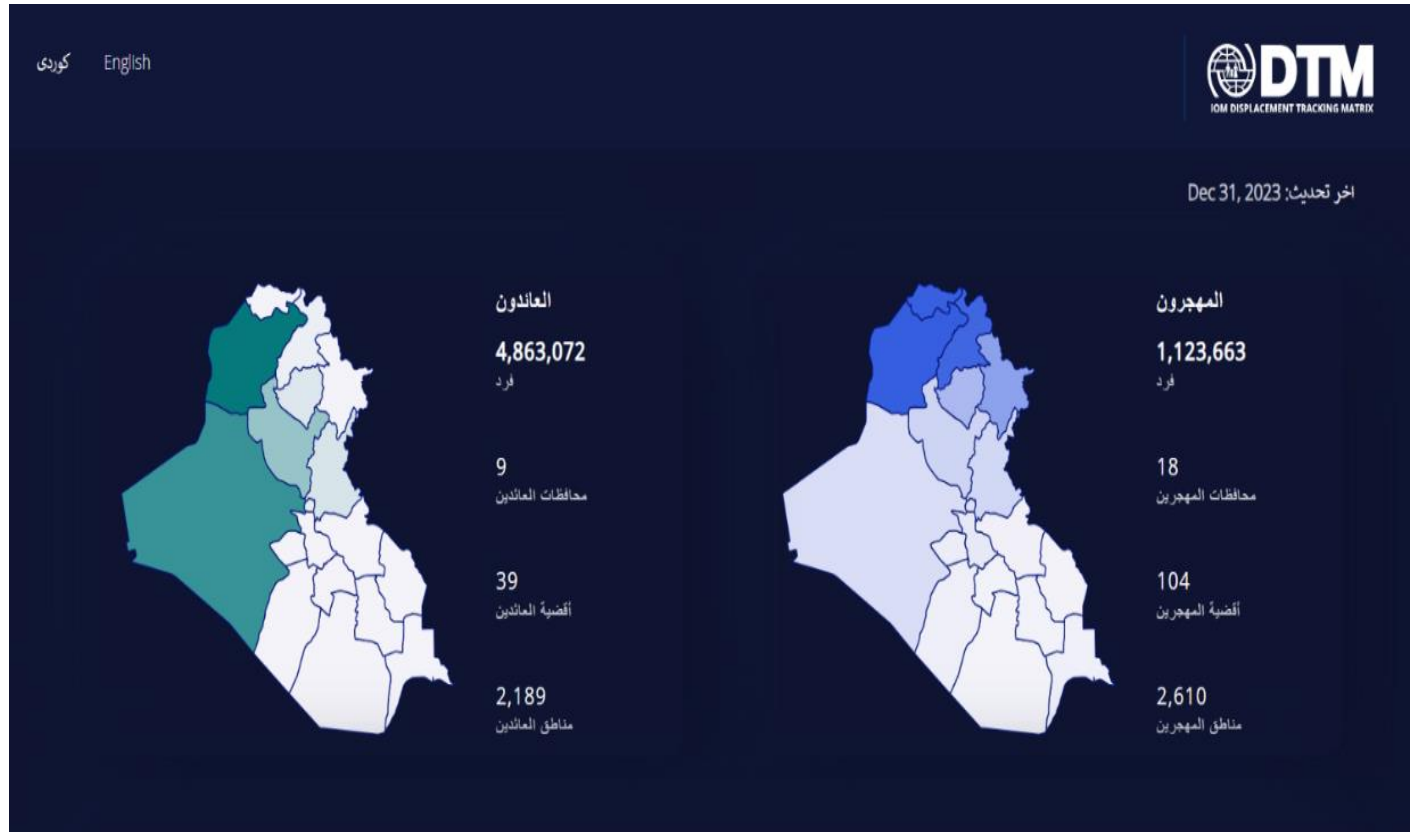 DTM
IOM DISPLACEMENT TRACKING MATRIX
English
كوردى
اخر تحديث: Dec 31, 2023
المهجرون
1,123,663
فرد
18
محافظات المهجرين
104
أقضية المهجرين
2,610
مناطق المهجرين
العائدون
4,863,072
فرد
9
محافظات العائدين
39
أقضية العائدين
2,189
مناطق العائدين